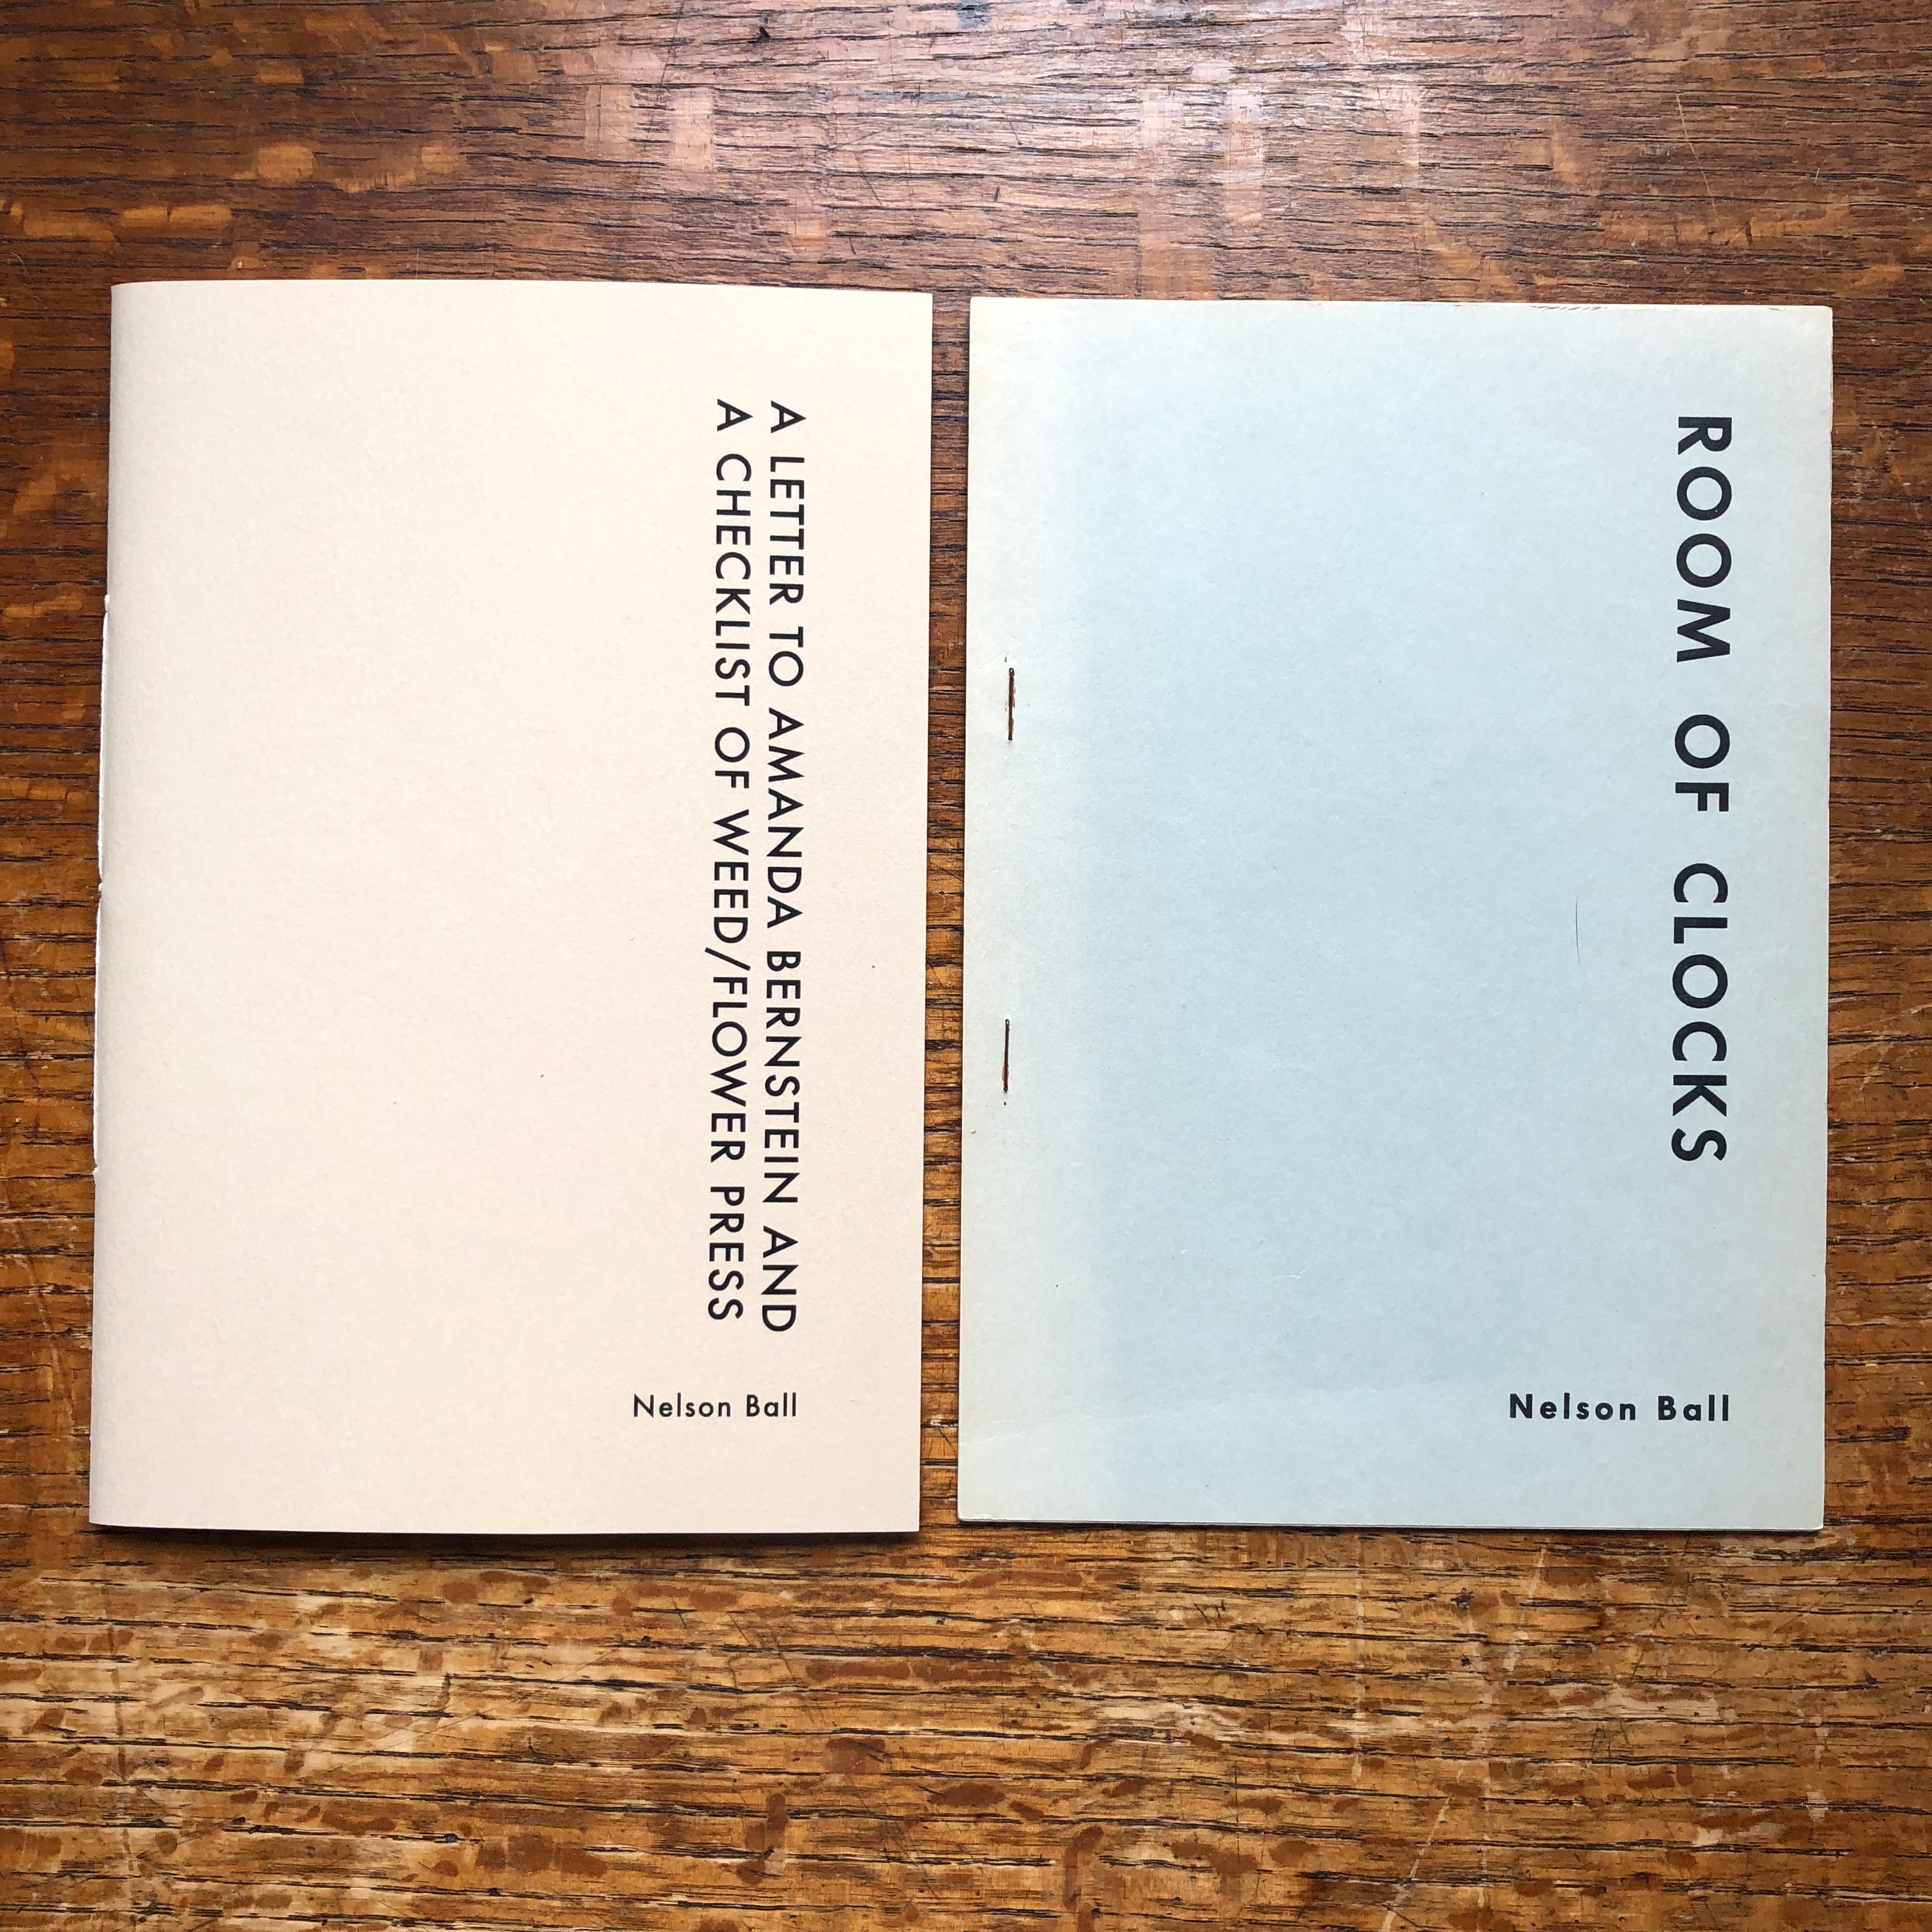 A LETTER TO AMANDA BERNSTEIN AND
A CHECKLIST OF WEED/FLOWER PRESS
Nelson Ball
ROOM OF CLOCKS
Nelson Ball